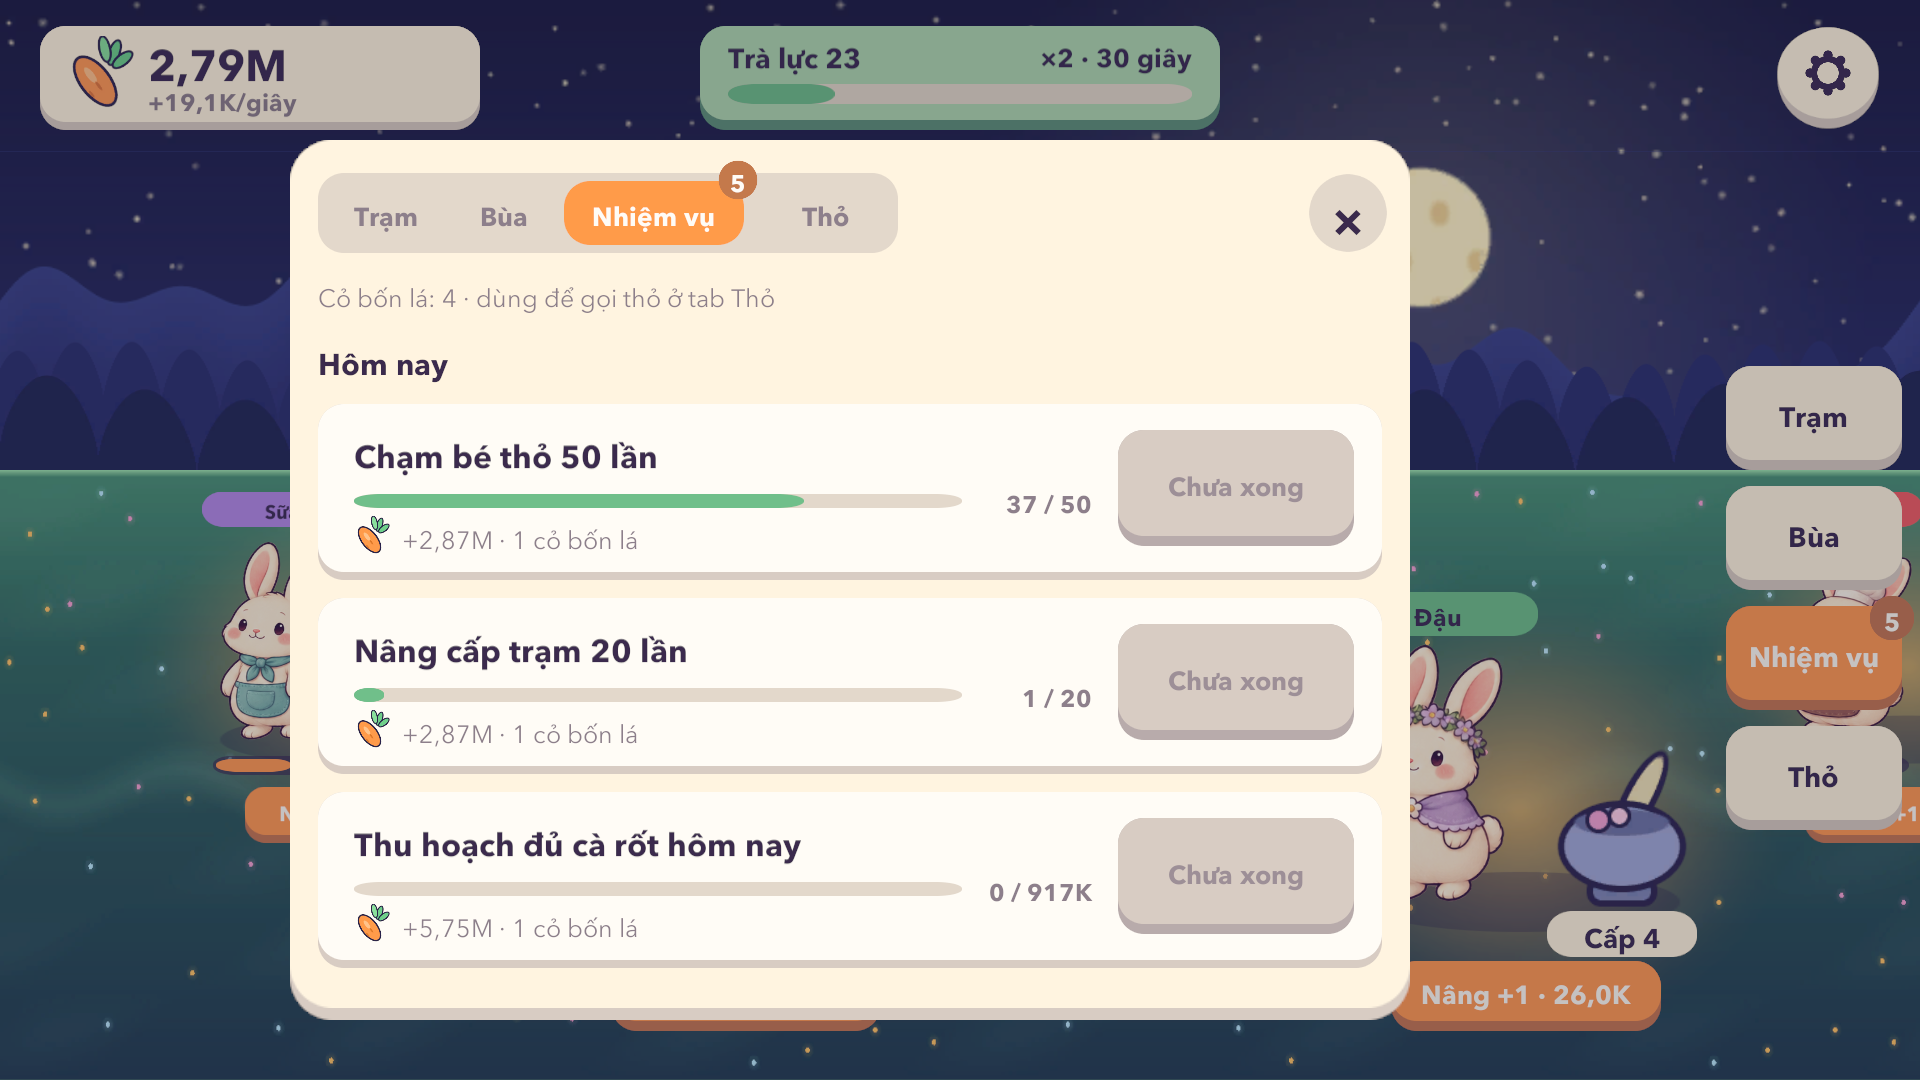 2,79M
+19,1K/giây
Trà lực 23
×2 · 30 giây
Trạm
Bùa
Nhiệm vụ
5
Thỏ
×
Cỏ bốn lá: 4 · dùng để gọi thỏ ở tab Thỏ
Hôm nay
Chạm bé thỏ 50 lần
37 / 50
+2,87M · 1 cỏ bốn lá
Chưa xong
Nâng cấp trạm 20 lần
1 / 20
+2,87M · 1 cỏ bốn lá
Chưa xong
Thu hoạch đủ cà rốt hôm nay
0 / 917K
+5,75M · 1 cỏ bốn lá
Chưa xong
Đậu
Cấp 4
Nâng +1 · 26,0K
Trạm
Bùa
Nhiệm vụ
5
Thỏ